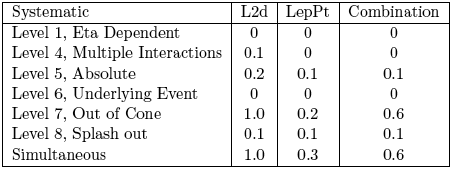 Systematic L2d LepPt Combination
Level 1, Eta Dependent 0 0 0
Level 4, Multiple Interactions 0.1 0 0
Level 5, Absolute 0.2 0.1 0.1
Level 6, Underlying Event 0 0 0
Level 7, Out of Cone 1.0 0.2 0.6
Level 8, Splash out 0.1 0.1 0.1
Simultaneous 1.0 0.3 0.6